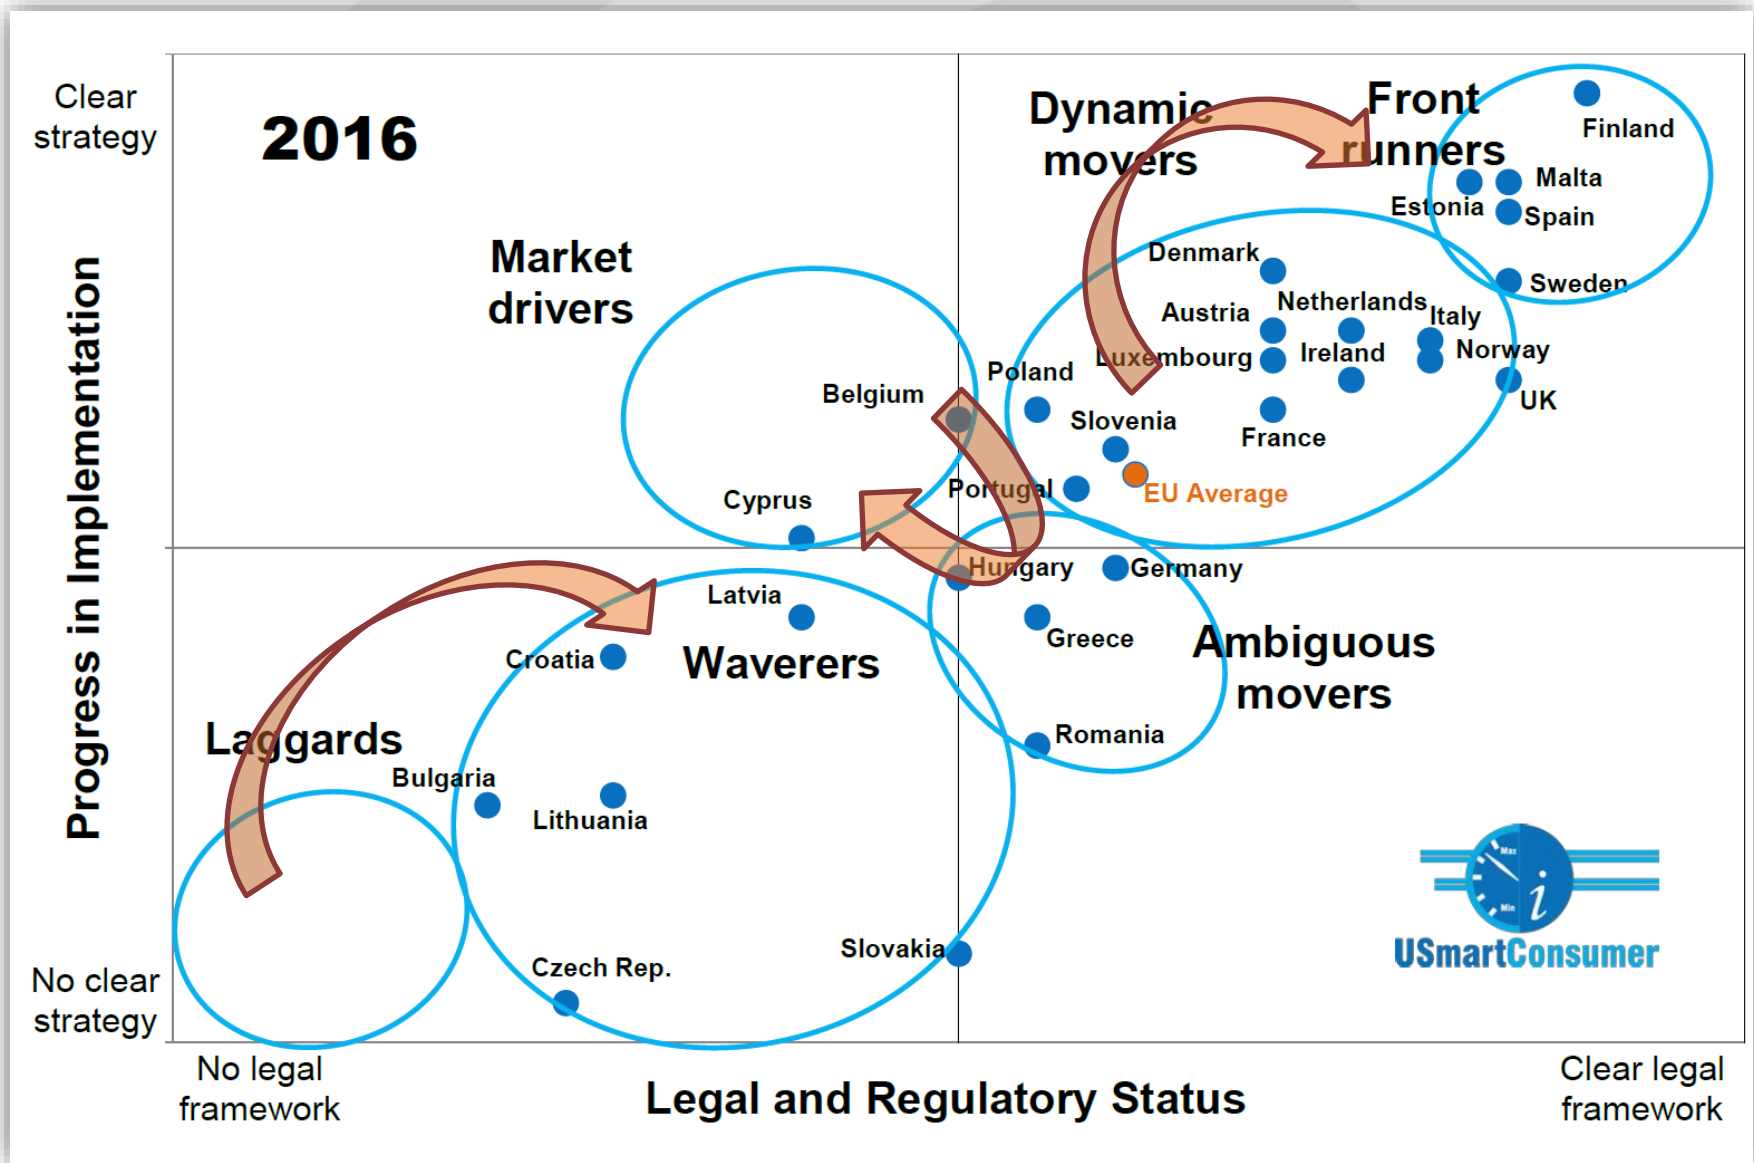 Clear
strategy
2016
Dynamic
movers
Front
runners
Finland
Malta
Estonia
Spain
Sweden
Market
drivers
Denmark
Netherlands
Austria
Italy
Luxembourg
Ireland
Norway
Poland
UK
Belgium
Slovenia
France
Portugal
EU Average
Cyprus
Progress in Implementation
Hungary
Germany
Latvia
Greece
Croatia
Waverers
Ambiguous
movers
Romania
Laggards
Bulgaria
Lithuania
Slovakia
Czech Rep.
Max
Min
i
USmartConsumer
No clear
strategy
No legal
framework
Legal and Regulatory Status
Clear legal
framework